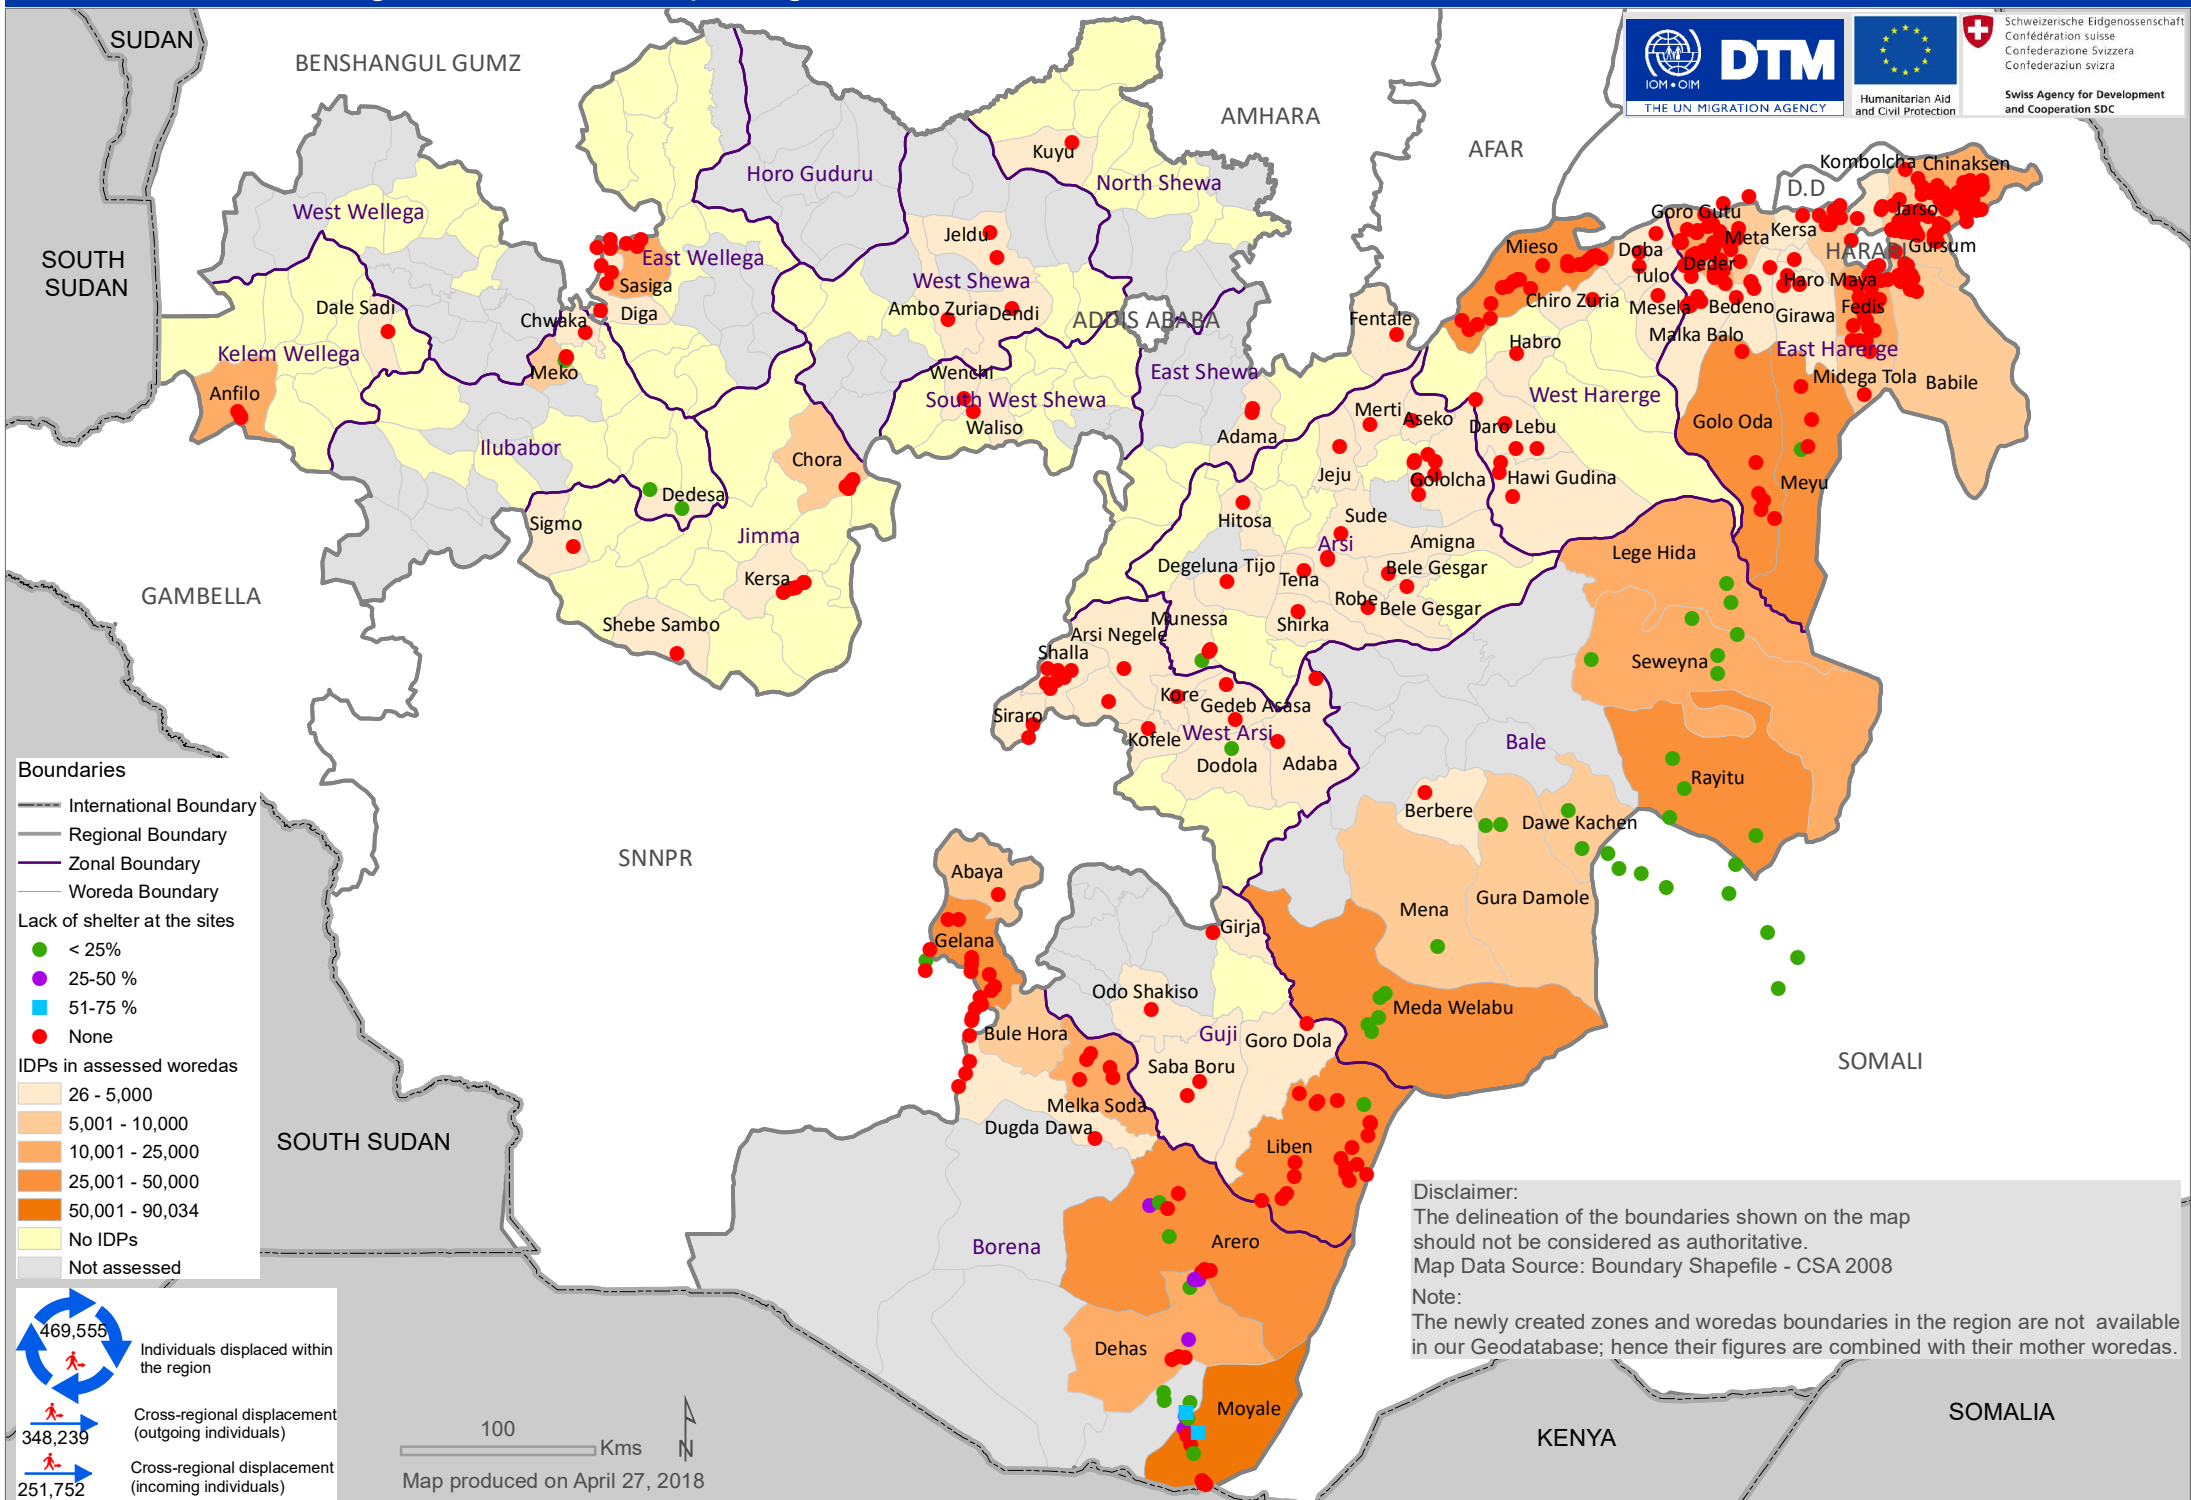 SUDAN
BENSHANGUL GUMZ
AMHARA
AFAR
IOM • OIM
DTM
THE UN MIGRATION AGENCY
Humanitarian Aid
and Civil Protection
Schweizerische Eidgenossenschaft
Confédération suisse
Confederazione Svizzera
Confederaziun svizra
Swiss Agency for Development
and Cooperation SDC
SOUTH
SUDAN
West Wellega
Horo Guduru
Kuyu
North Shewa
Kombolcha
Chinaksen
D.D
Jarso
Goro Gutu
Meta
Kersa
HARARI
Gursum
Mieso
Doba
Tulo
Deder
Haro Maya
Chiro Zuria
Mesela
Bedeno
Girawa
Fedis
Malka Balo
East Harerge
Midega Tola
Babile
Jeldu
West Shewa
Ambo Zuria
Dendi
ADDIS ABABA
East Wellega
Sasiga
Diga
Chwaka
Meko
Dale Sadi
Kelem Wellega
Anfilo
Fentale
Habro
West Harerge
East Shewa
Wenchi
South West Shewa
Waliso
Adama
Merti
Aseko
Daro Lebu
Golo Oda
Meyu
Ilubabor
Chora
Dedesa
Jeju
Gololcha
Hawi Gudina
Sigmo
Jimma
Hitosa
Sude
Arsi
Amigna
Lege Hida
GAMBELLA
Kersa
Degeluna Tijo
Tena
Bele Gesgar
Robe
Bele Gesgar
Shebe Sambo
Munessa
Shirka
Arsi Negele
Shalla
Seweyna
Siraro
Kore
Gedeb Asasa
Kofele
West Arsi
Dodola
Adaba
Bale
Rayitu
Berbere
Dawe Kachen
SNNPR
Abaya
Mena
Gura Damole
Gelana
Girja
Odo Shakiso
Meda Welabu
Bule Hora
Guji
Goro Dola
Saba Boru
SOMALI
Melka Soda
Dugda Dawa
Liben
SOUTH SUDAN
Borena
Arero
Dehas
Moyale
KENYA
SOMALIA
Boundaries
International Boundary
Regional Boundary
Zonal Boundary
Woreda Boundary
Lack of shelter at the sites
< 25%
25-50 %
51-75 %
None
IDPs in assessed woredas
26 - 5,000
5,001 - 10,000
10,001 - 25,000
25,001 - 50,000
50,001 - 90,034
No IDPs
Not assessed
469,555
Individuals displaced within
the region
Cross-regional displacement
(outgoing individuals)
348,239
Cross-regional displacement
(incoming individuals)
251,752
100
Kms
N
Map produced on April 27, 2018
Disclaimer:
The delineation of the boundaries shown on the map
should not be considered as authoritative.
Map Data Source: Boundary Shapefile - CSA 2008
Note:
The newly created zones and woredas boundaries in the region are not available
in our Geodatabase; hence their figures are combined with their mother woredas.